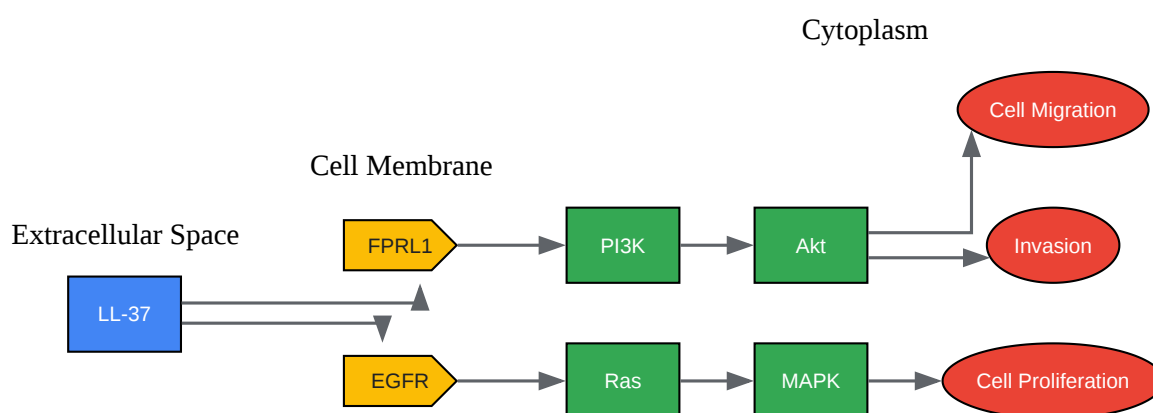 Cytoplasm
Cell Migration
Cell Membrane
Extracellular Space
FPRL1
PI3K
Akt
Invasion
LL-37
EGFR
Ras
MAPK
Cell Proliferation